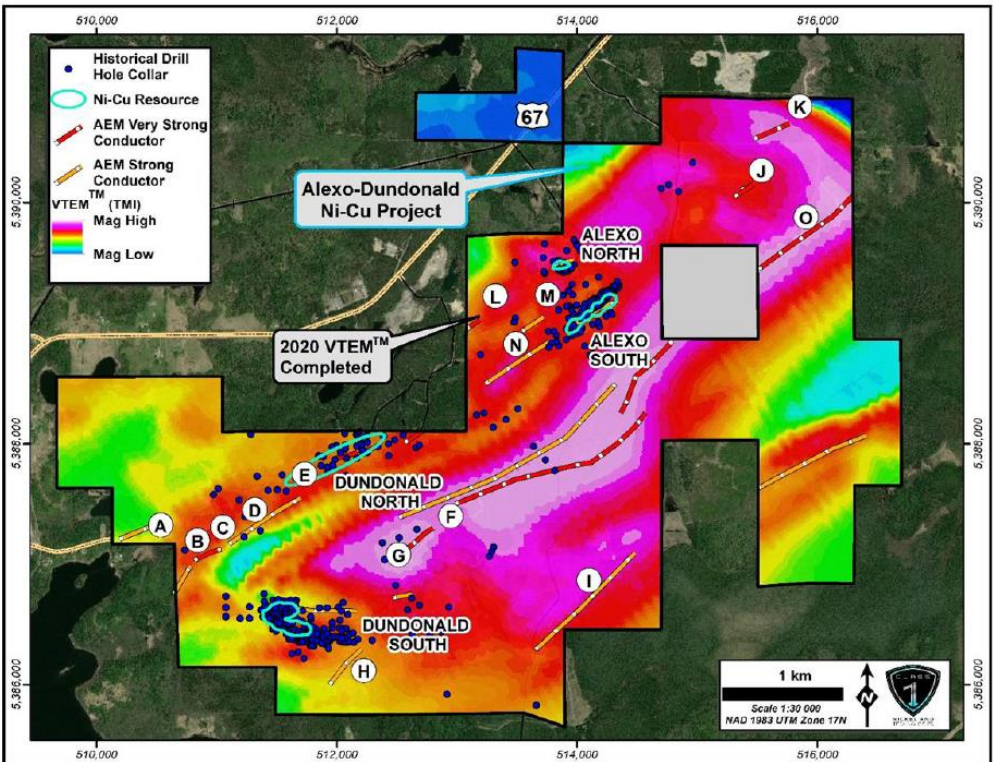 510,000
512,000
514,000
516,000
Historical Drill
Hole Collar
Ni-Cu Resource
AEM Very Strong
Conductor
AEM Strong
Conductor
VTEM™ (TMI)
Mag High
Mag Low
67
Alexo-Dundonald
Ni-Cu Project
K
J
O
5,390,000
5,390,000
ALEXO
NORTH
L
M
2020 VTEM™
Completed
N
ALEXO
SOUTH
5,388,000
5,388,000
E
DUNDONALD
NORTH
D
A
B
C
F
G
I
DUNDONALD
SOUTH
H
5,386,000
5,386,000
1 km
Scale 1:30 000
NAD 1983 UTM Zone 17N
N
CLASS
1
510,000
512,000
514,000
516,000